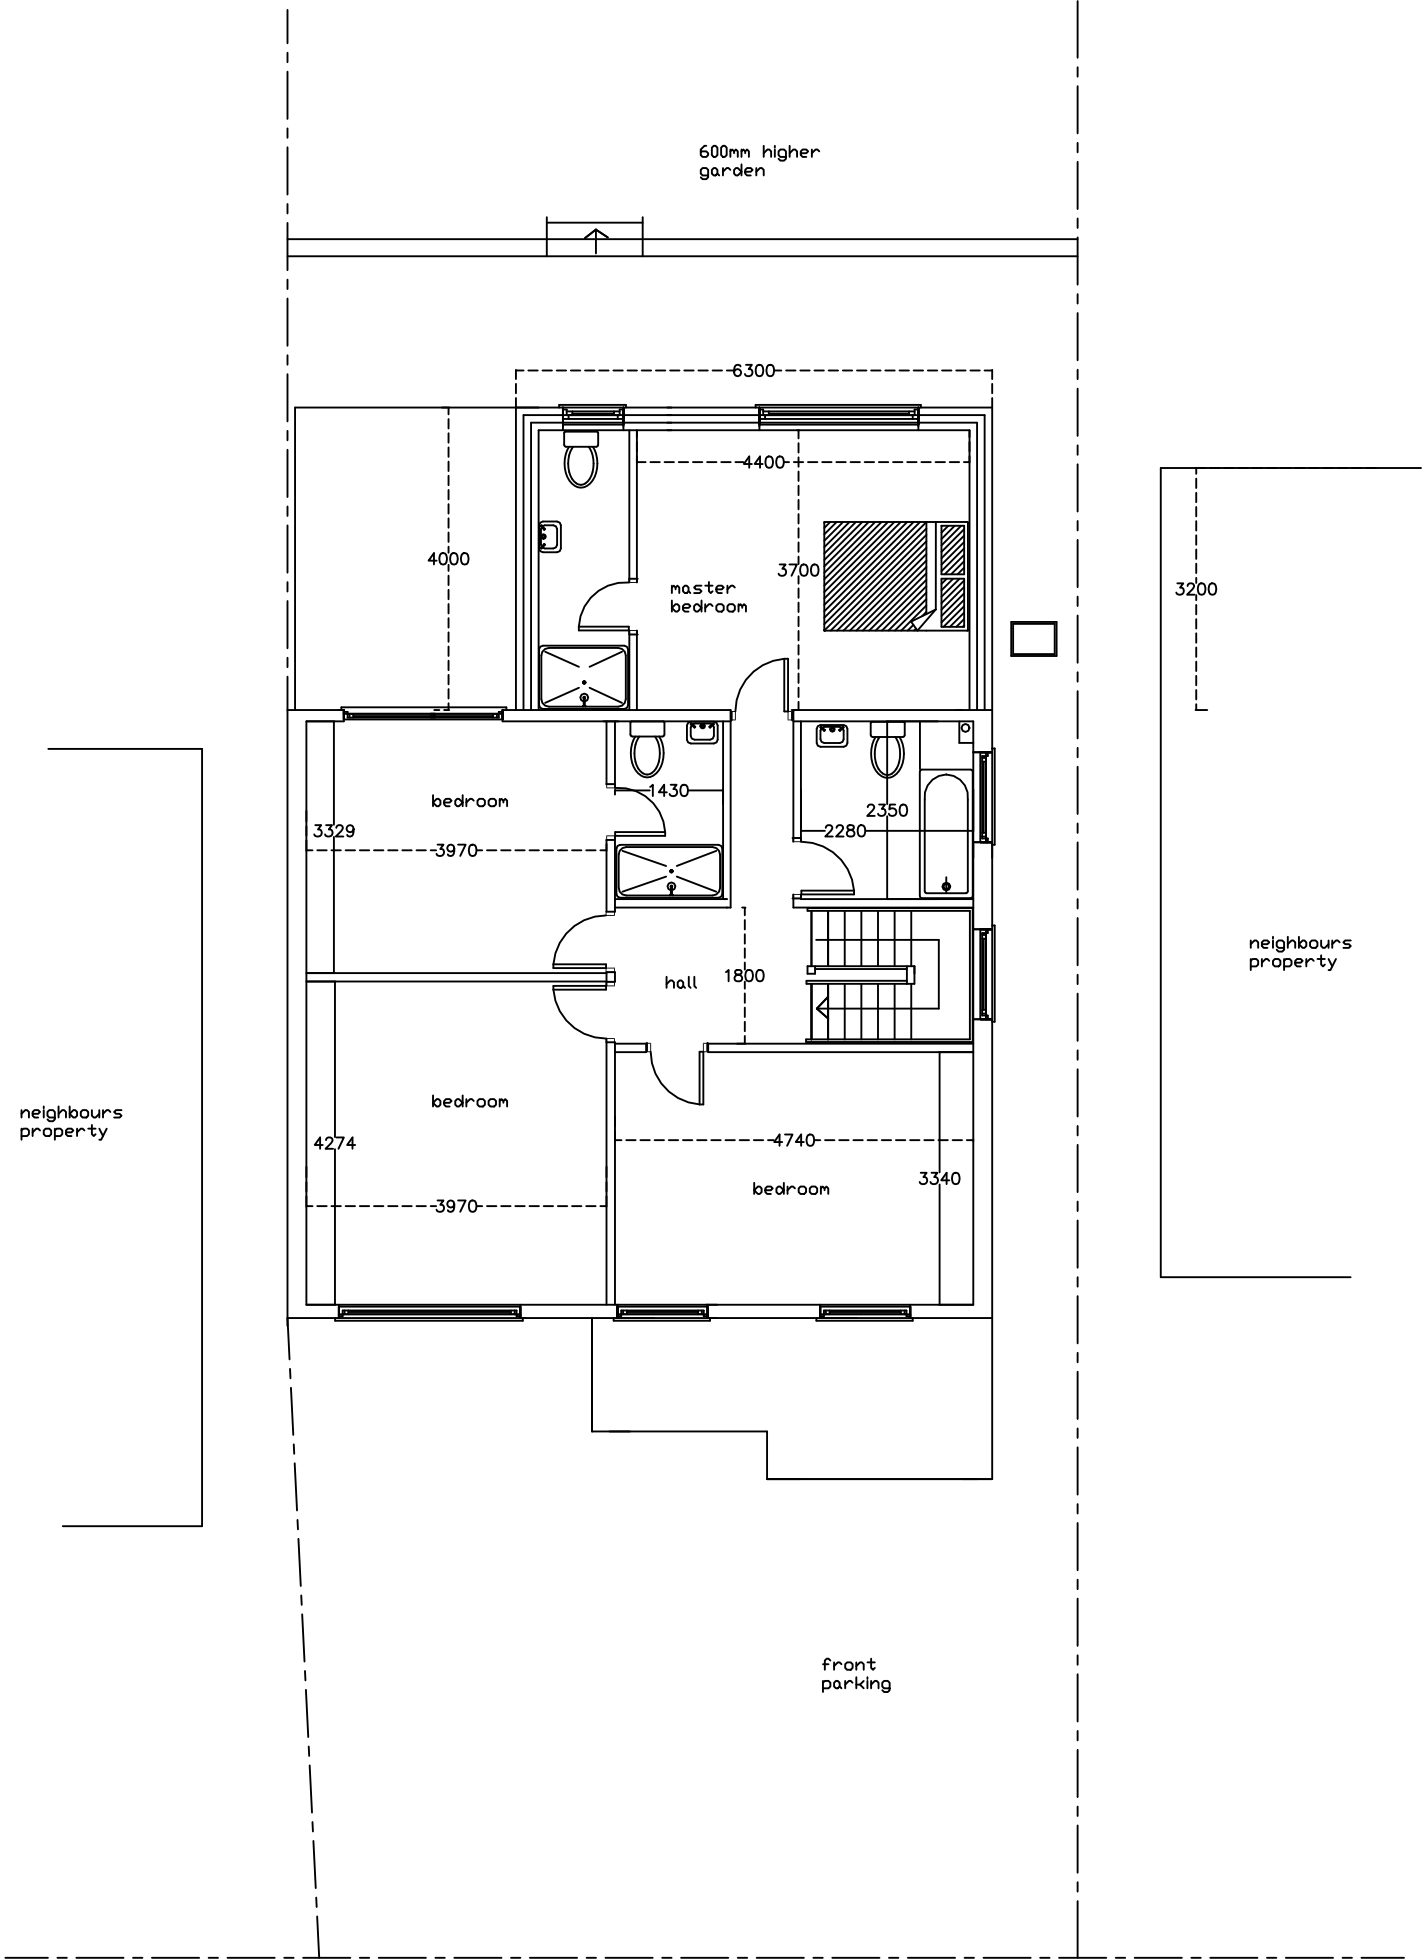 600mm higher
garden
6300
4400
4000
3700
master
bedroom
3200
1430
bedroom
2350
3329
2280
3970
neighbours
property
hall
1800
bedroom
neighbours
property
4274
4740
3340
bedroom
3970
front
parking